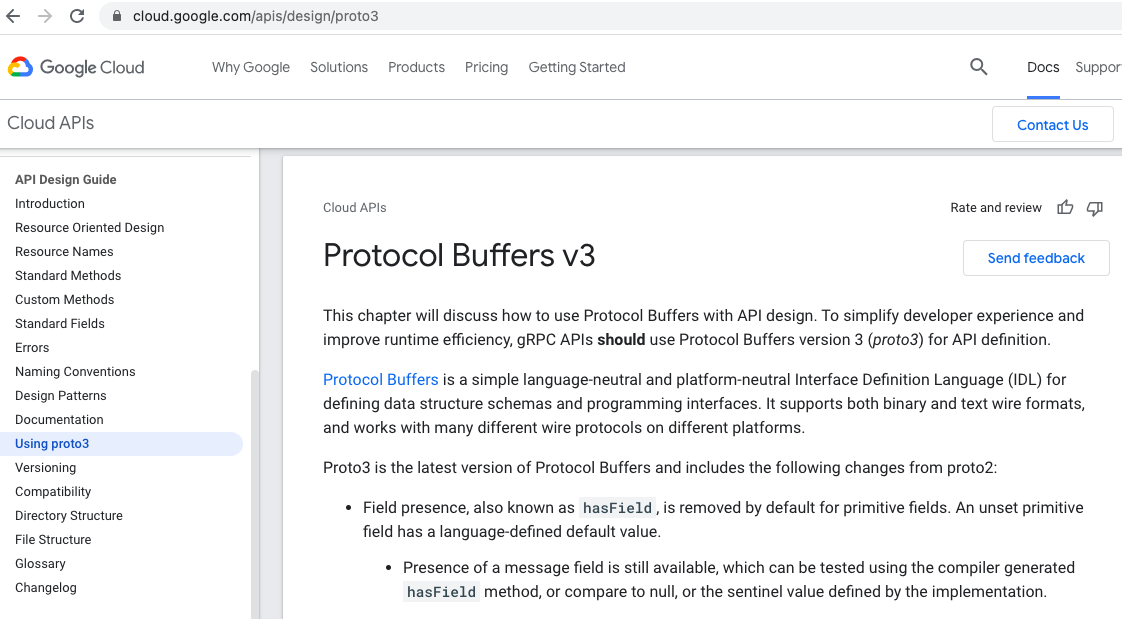 cloud.google.com/apis/design/proto3
Google Cloud Why Google Solutions Products Pricing Getting Started Docs Suppor
Cloud APIs Contact Us
API Design Guide
Introduction
Resource Oriented Design
Resource Names
Standard Methods
Custom Methods
Standard Fields
Errors
Naming Conventions
Design Patterns
Documentation
Using proto3
Versioning
Compatibility
Directory Structure
File Structure
Glossary
Changelog
Cloud APIs Rate and review
Protocol Buffers v3
Send feedback
This chapter will discuss how to use Protocol Buffers with API design. To simplify developer experience and
improve runtime efficiency, gRPC APIs should use Protocol Buffers version 3 (proto3) for API definition.
Protocol Buffers is a simple language-neutral and platform-neutral Interface Definition Language (IDL) for
defining data structure schemas and programming interfaces. It supports both binary and text wire formats,
and works with many different wire protocols on different platforms.
Proto3 is the latest version of Protocol Buffers and includes the following changes from proto2:
• Field presence, also known as hasField, is removed by default for primitive fields. An unset primitive
field has a language-defined default value.
• Presence of a message field is still available, which can be tested using the compiler generated
hasField method, or compare to null, or the sentinel value defined by the implementation.